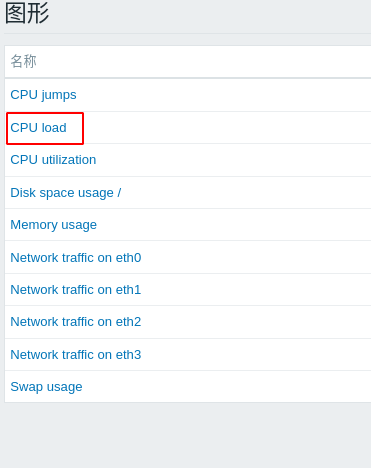 图形
名称
CPU jumps
CPU load
CPU utilization
Disk space usage /
Memory usage
Network traffic on eth0
Network traffic on eth1
Network traffic on eth2
Network traffic on eth3
Swap usage